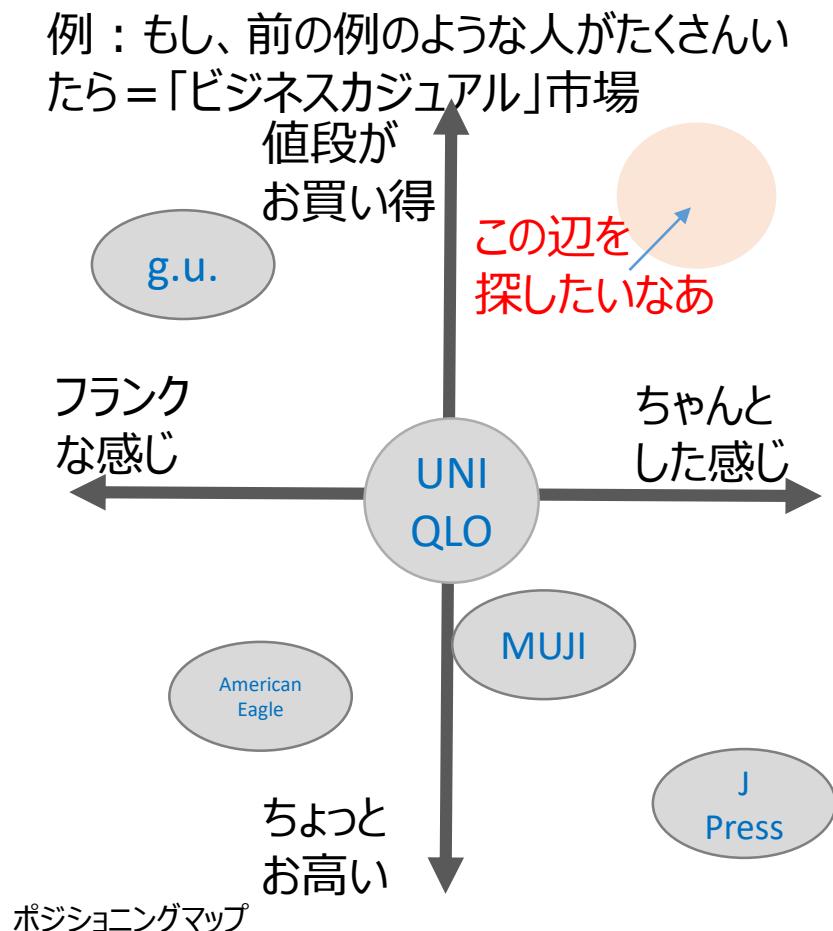 例：もし、前の例のような人がたくさんい
たら＝「ビジネスカジュアル」市場
値段が
お買い得
この辺を
探したいなあ
g.u.
フランク
な感じ
ちゃんと
した感じ
UNI
QLO
MUJI
American
Eagle
J
Press
ちょっと
お高い
ポジショニングマップ